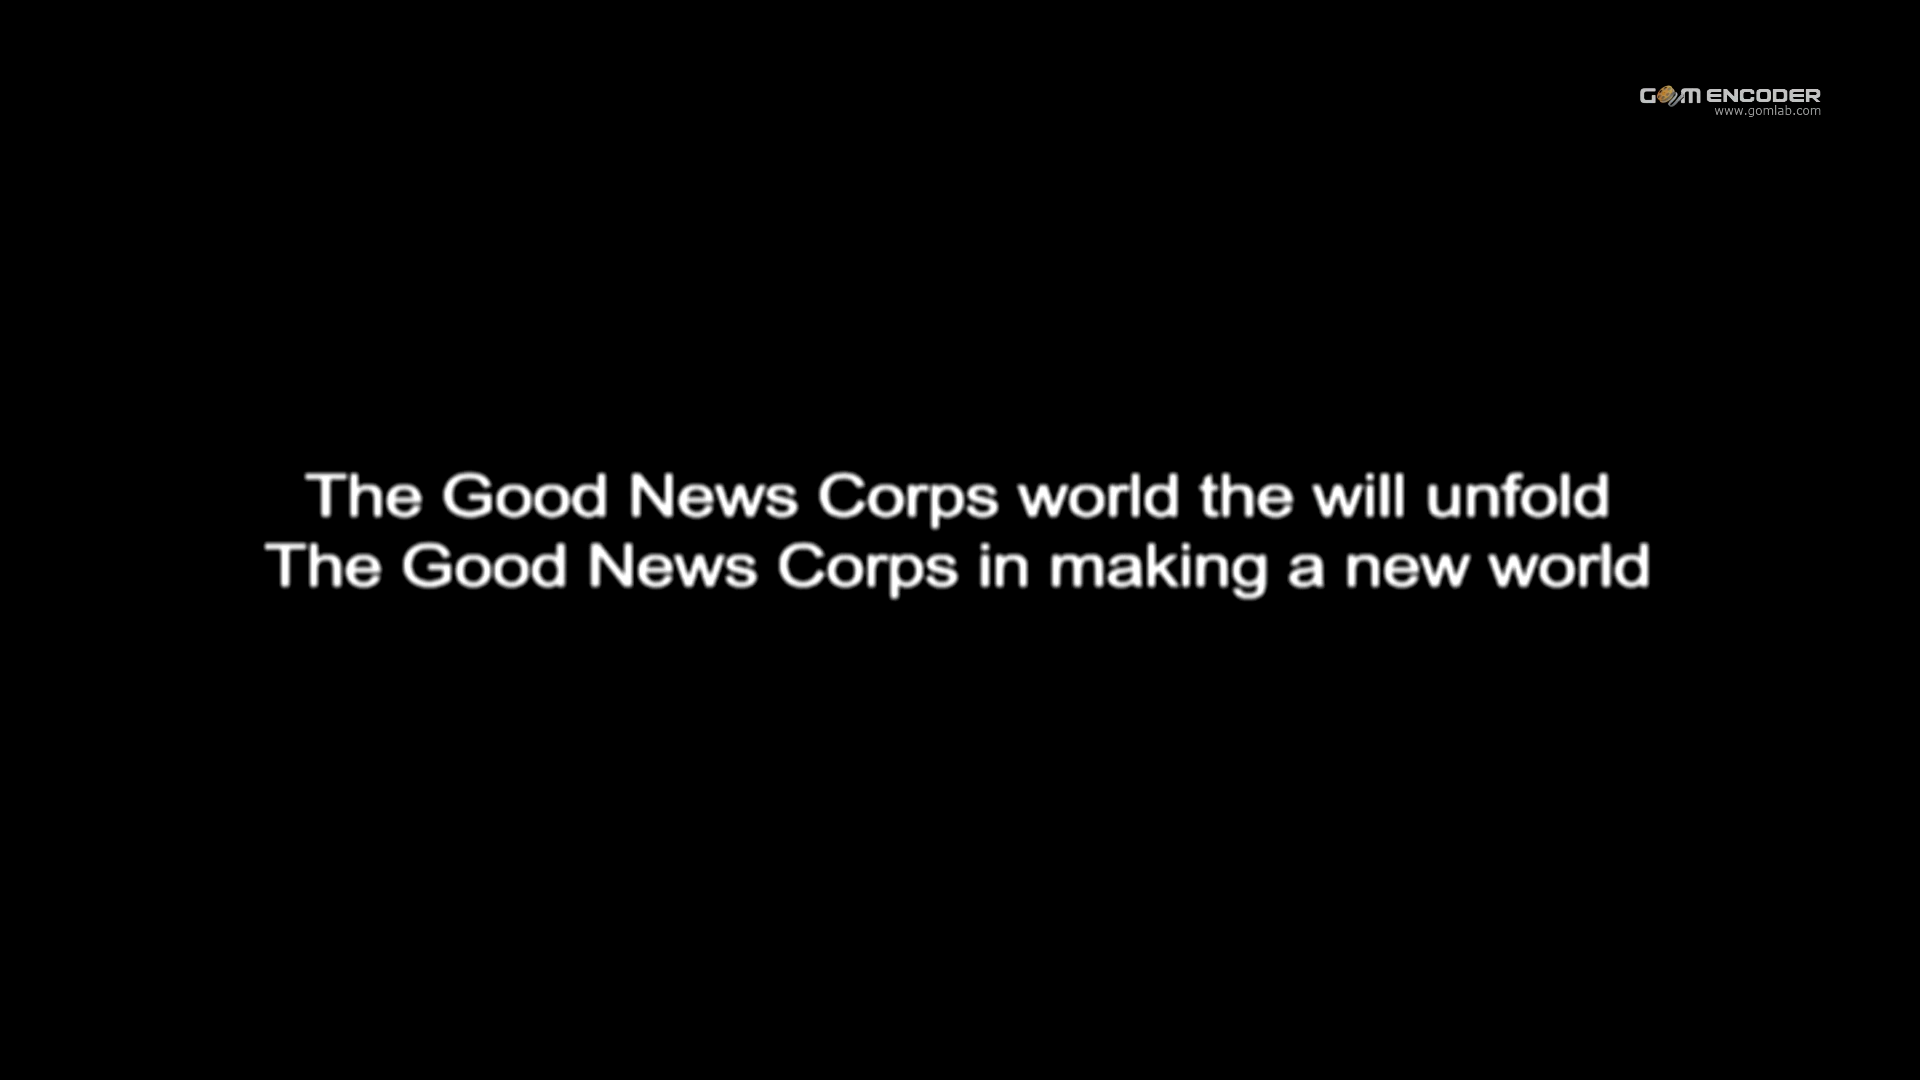 GOM ENCODER
www.gomlab.com
The Good News Corps world the will unfold
The Good News Corps in making a new world